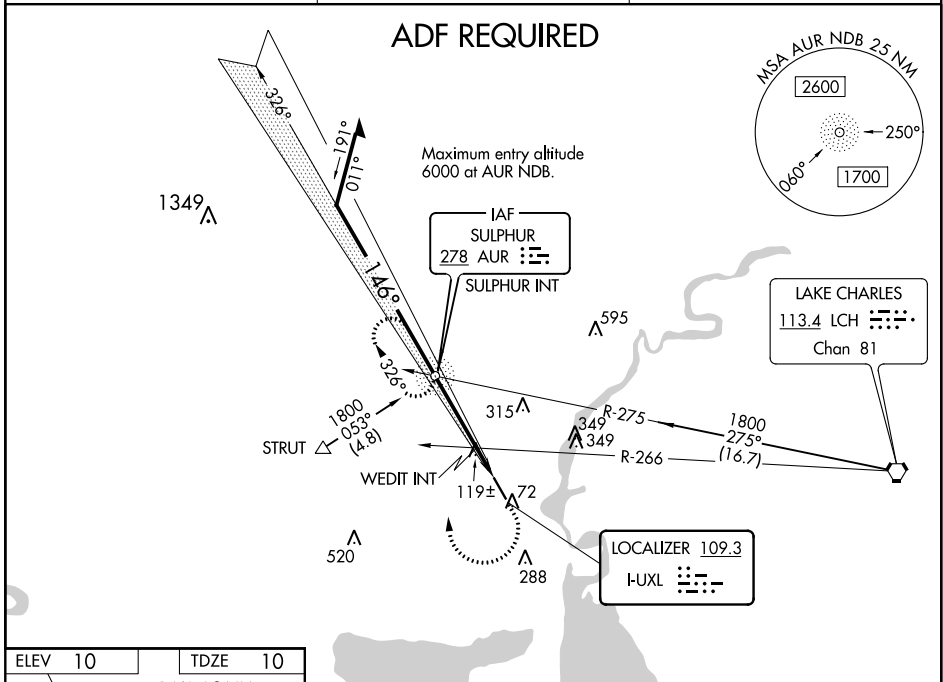 ADF REQUIRED
MSA AUR NDB 25 NM
2600
250°
060°
1700
326°
191°
011°
Maximum entry altitude
6000 at AUR NDB.
1349
IAF
SULPHUR
278 AUR
SULPHUR INT
146°
LAKE CHARLES
113.4 LCH
Chan 81
595
326°
315
R-275
1800
275°
(16.7)
349
349
1800
053°
(4.8)
STRUT
R-266
WEDIT INT
119±
72
520
288
LOCALIZER 109.3
I-UXL
ELEV 10
TDZE 10